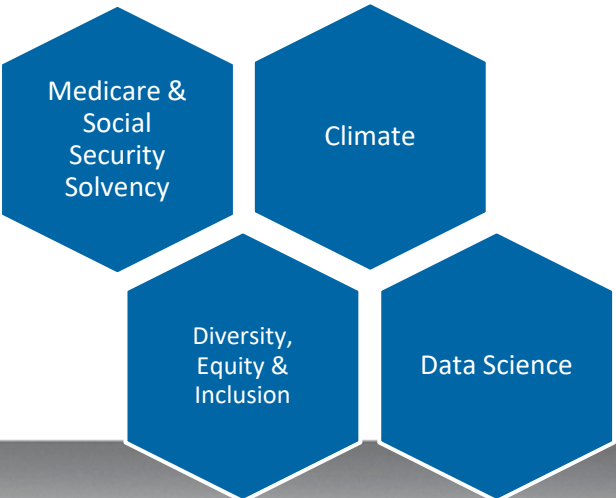 Medicare &
Social
Security
Solvency
Climate
Diversity,
Equity &
Inclusion
Data Science